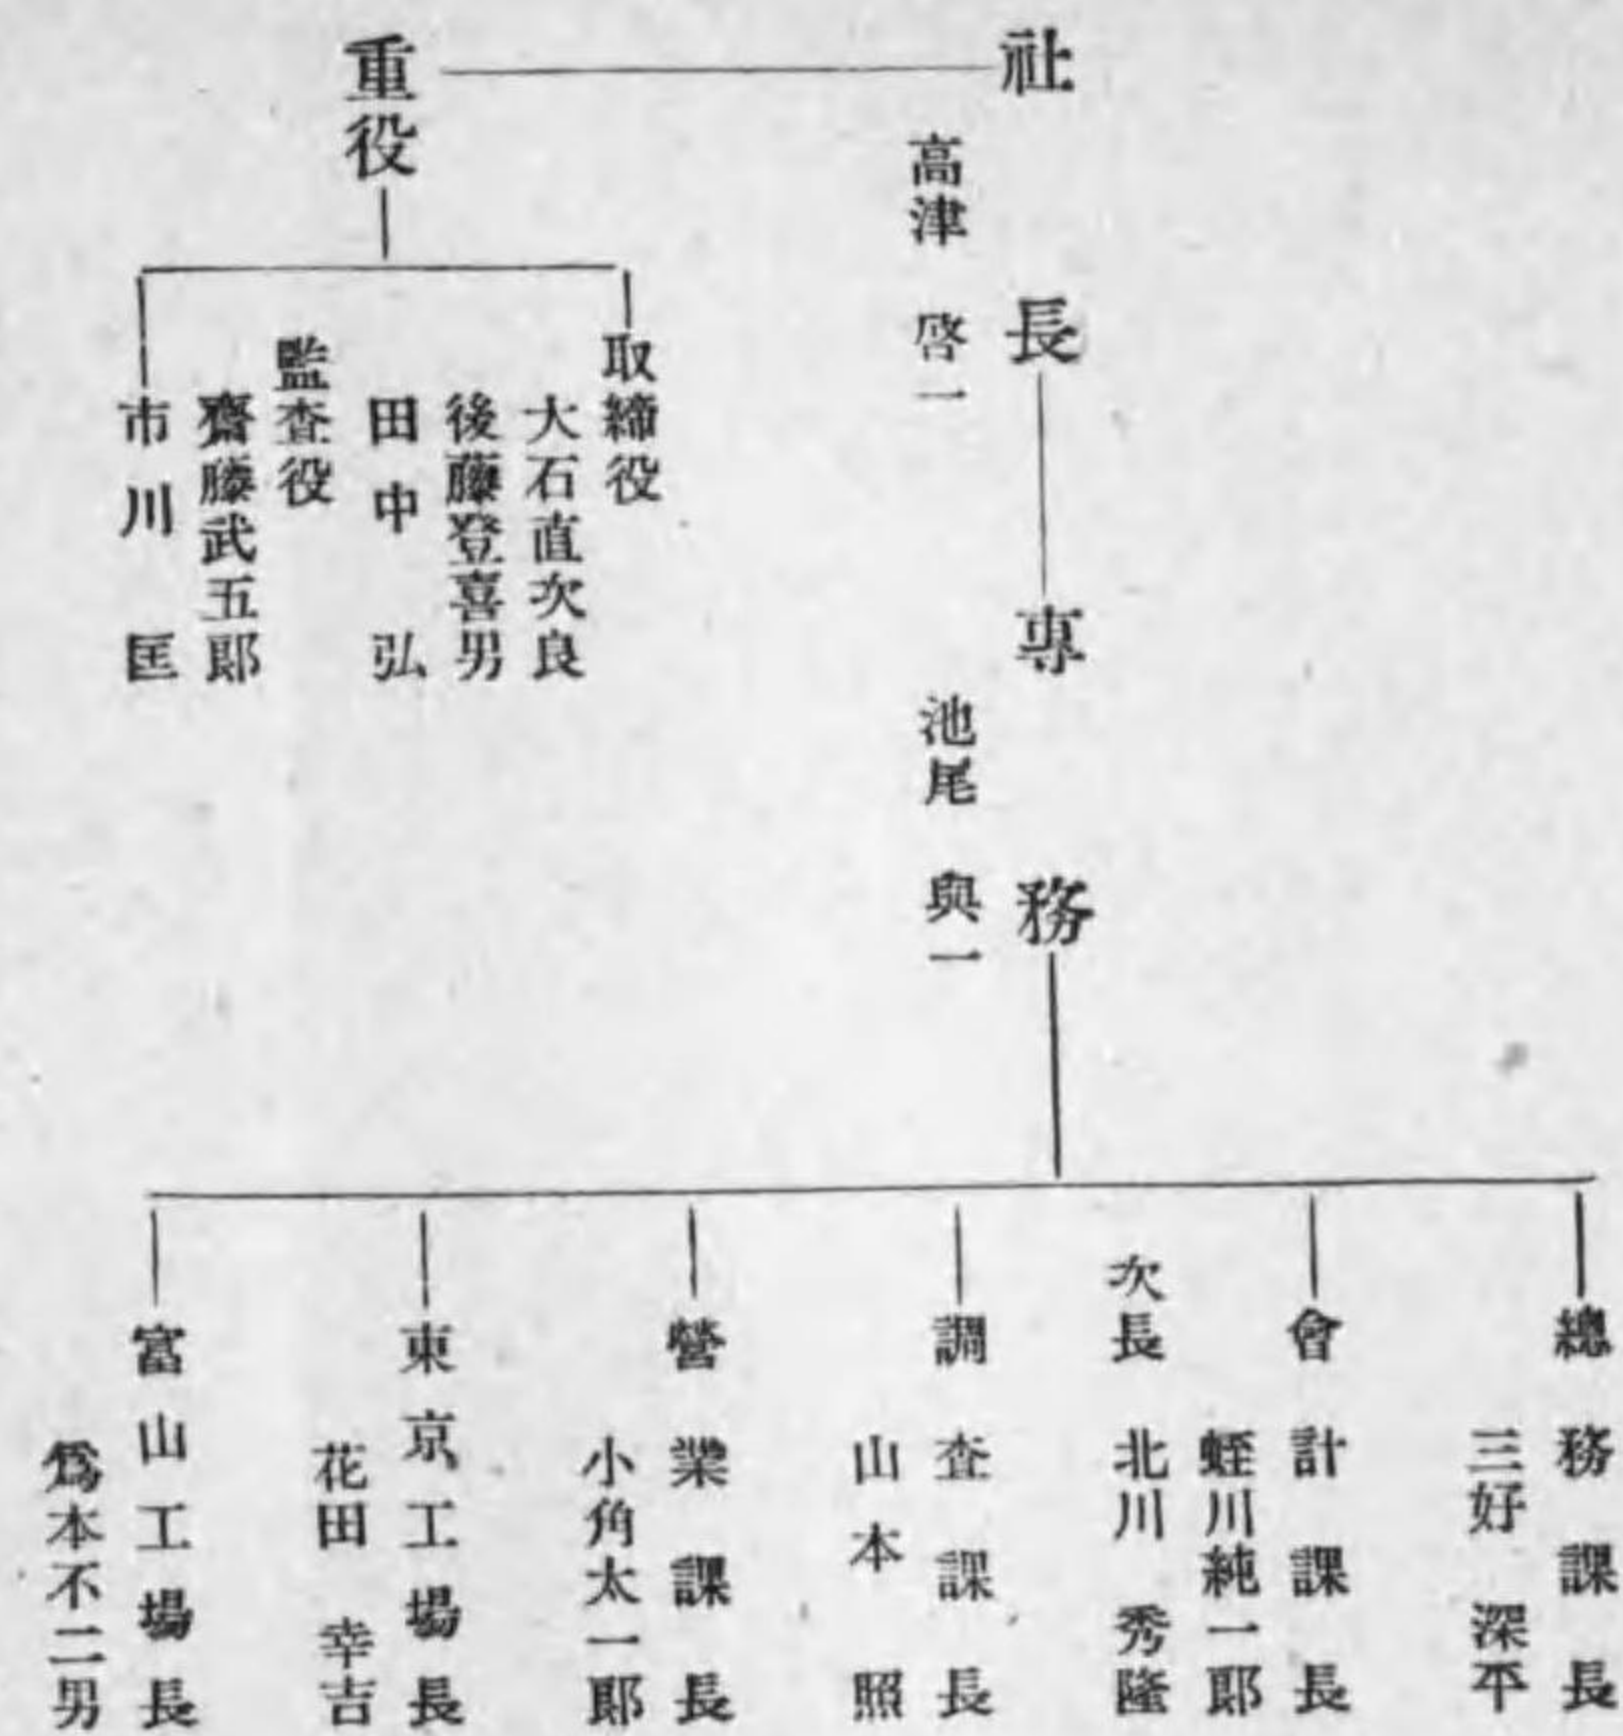 社長
高津啓一
專務
池尾與一
重役
取締役
大石直次良
後藤登喜男
田中弘
監査役
齋藤武五郎
市川匡
總務課長
三好深平
會計課長
蛭川純一郎
次長 北川秀隆
調査課長
山本照
營業課長
小角太一郎
東京工場長
花田幸吉
富山工場長
爲本不二男